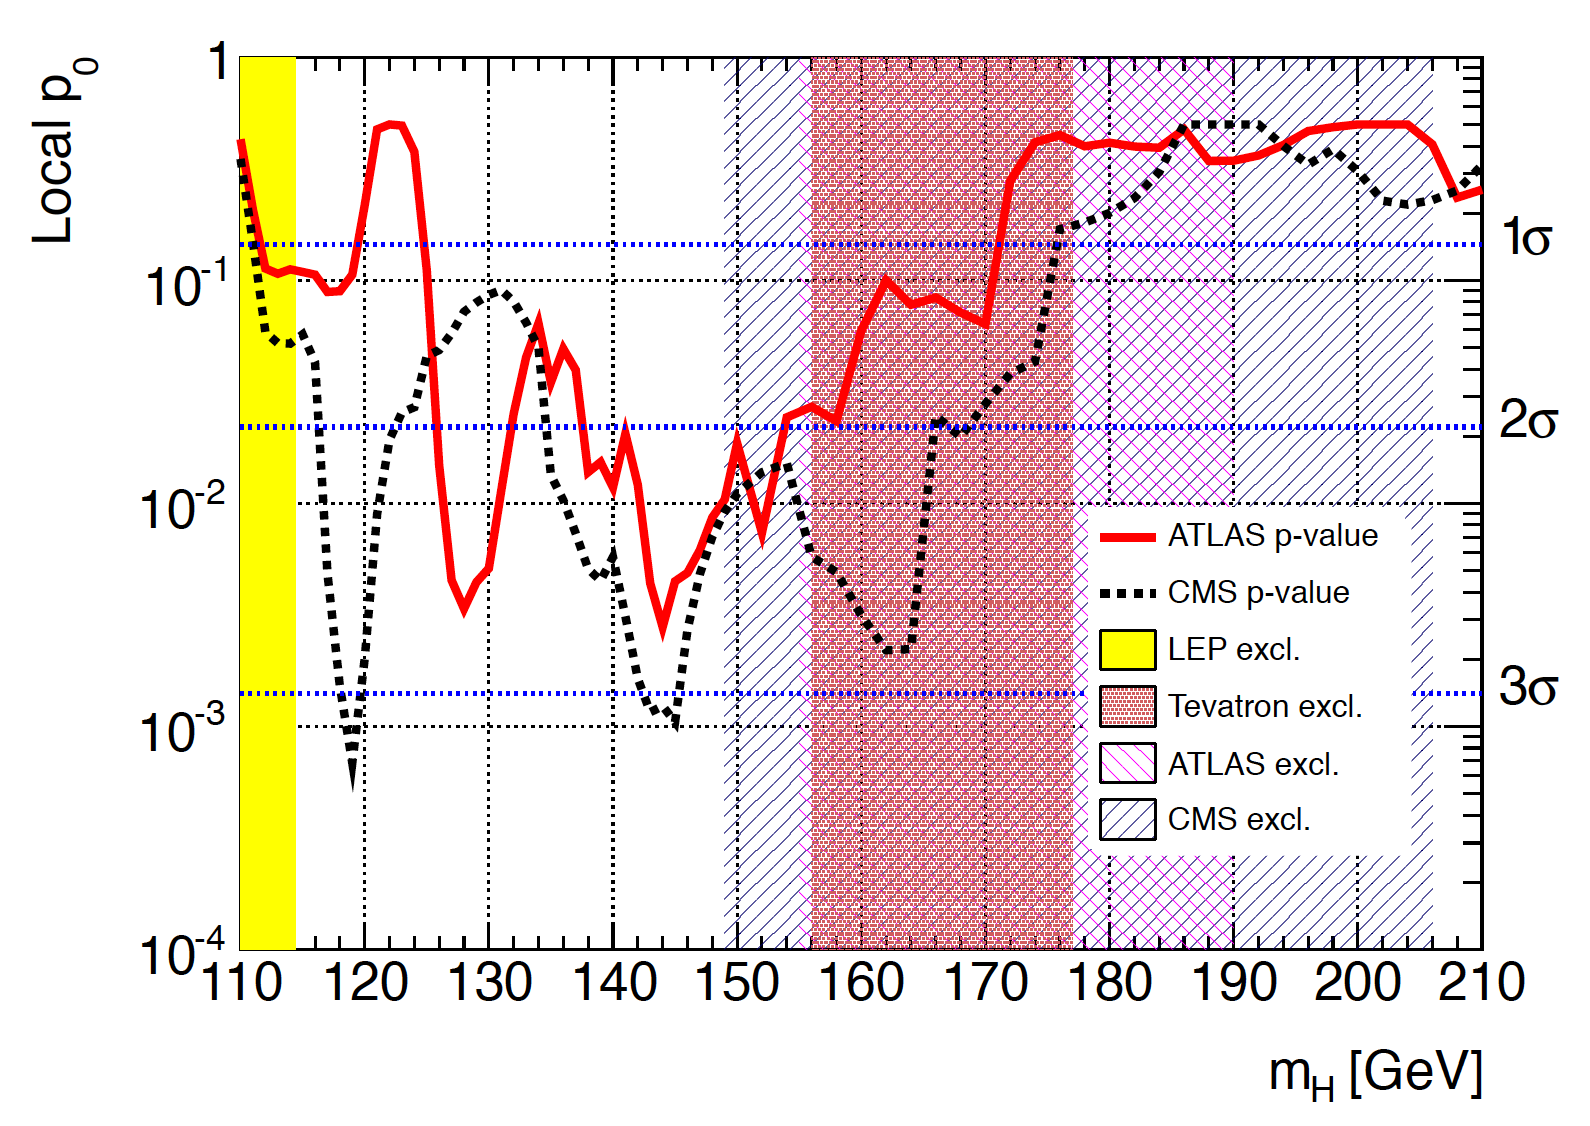 Local p0
1
10-1
10-2
10-3
10-4
1σ
2σ
3σ
ATLAS p-value
CMS p-value
LEP excl.
Tevatron excl.
ATLAS excl.
CMS excl.
110 120 130 140 150 160 170 180 190 200 210
mH [GeV]